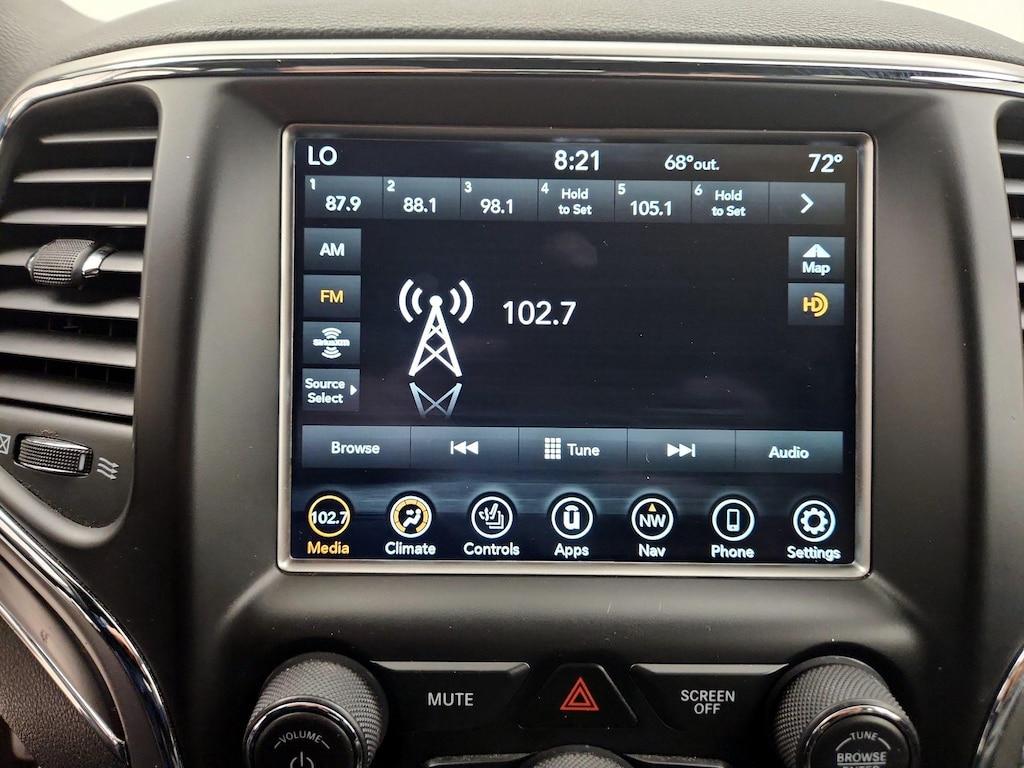 LO 8:21 68°out. 72°
1 87.9 2 88.1 3 98.1 4 Hold to Set 5 105.1 6 Hold to Set
AM
Map
FM
HD
102.7
SiriusXM
Source
Select
Browse Tune Audio
102.7 NW
Media Climate Controls Apps Nav Phone Settings
MUTE
SCREEN
OFF
VOLUME
TUNE
BROWSE